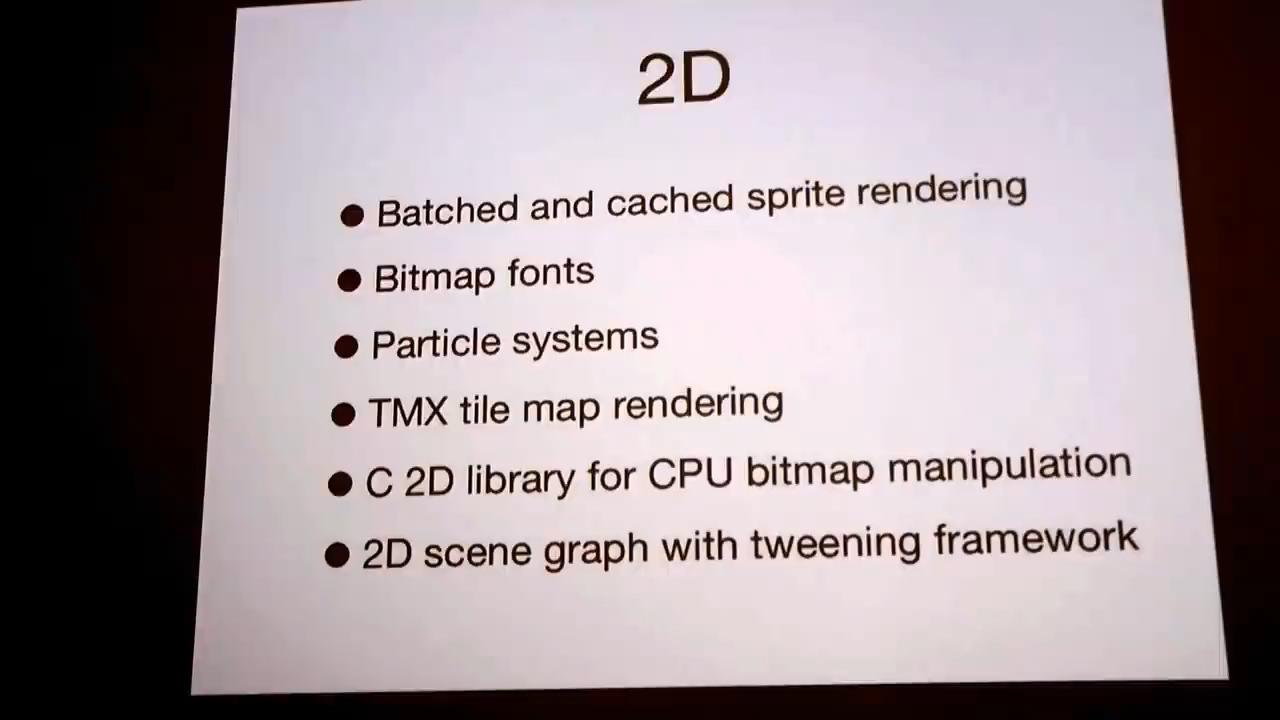 2D
● Batched and cached sprite rendering
● Bitmap fonts
● Particle systems
● TMX tile map rendering
● C 2D library for CPU bitmap manipulation
● 2D scene graph with tweening framework